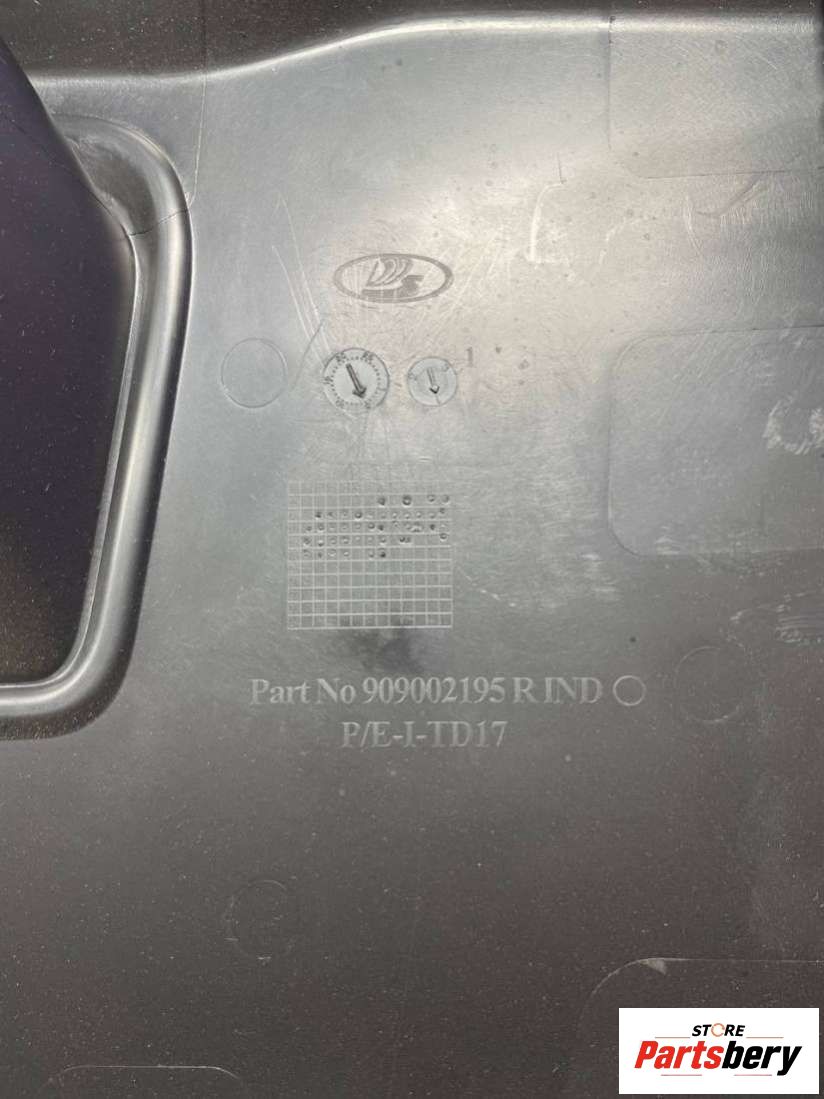 Part No 909002195 R IND
P/E-I-TD17
STORE
Partsbery